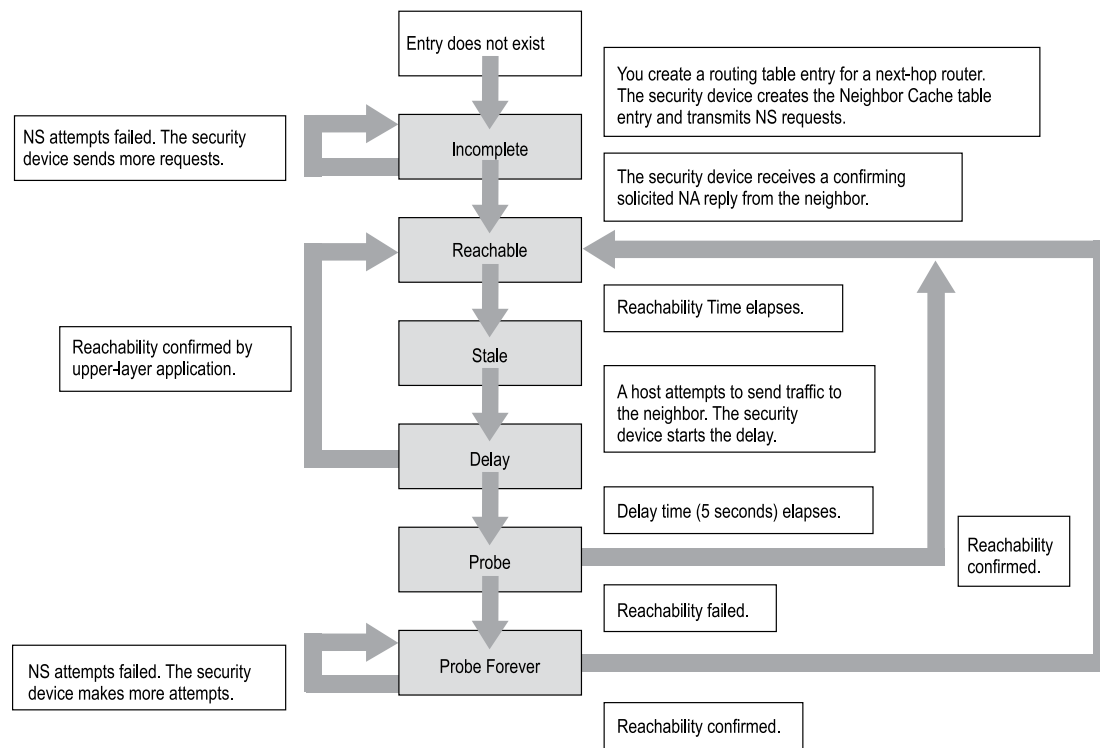 Entry does not exist
You create a routing table entry for a next-hop router.
The security device creates the Neighbor Cache table
entry and transmits NS requests.
NS attempts failed. The security
device sends more requests.
Incomplete
The security device receives a confirming
solicited NA reply from the neighbor.
Reachable
Reachability Time elapses.
Reachability confirmed by
upper-layer application.
Stale
A host attempts to send traffic to
the neighbor. The security
device starts the delay.
Delay
Delay time (5 seconds) elapses.
Probe
Reachability
confirmed.
Reachability failed.
NS attempts failed. The security
device makes more attempts.
Probe Forever
Reachability confirmed.